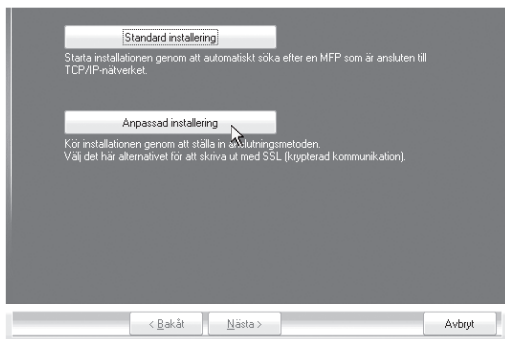 Standard installering
Starta installationen genom att automatiskt söka efter en MFP som är ansluten till
TCP/IP-nätverket.
Anpassad installering
Kör installationen genom att ställa in anslutningsmetoden.
Välj det här alternativet för att skriva ut med SSL (krypterad kommunikation).
< Bakåt
Nästa >
Avbryt